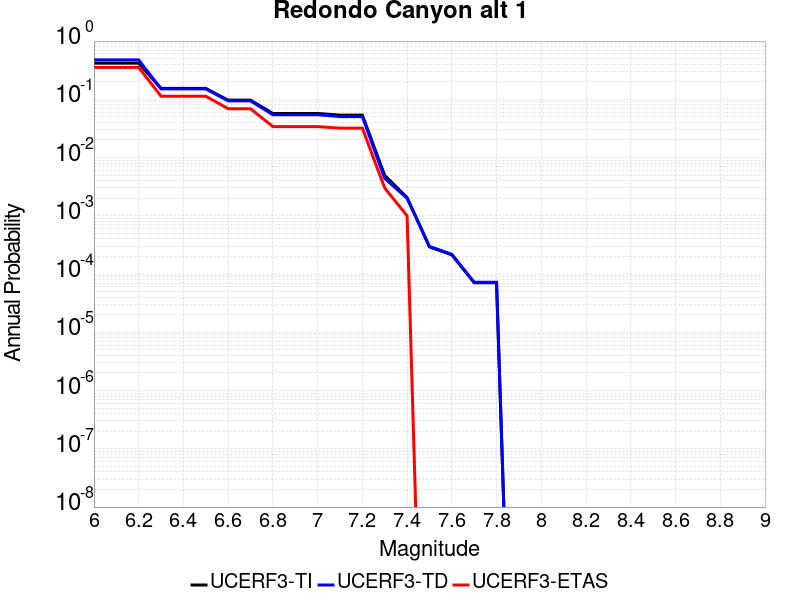 Redondo Canyon alt 1
10^0
10^-1
10^-2
10^-3
10^-4
10^-5
10^-6
10^-7
10^-8
Annual Probability
6 6.2 6.4 6.6 6.8 7 7.2 7.4 7.6 7.8 8 8.2 8.4 8.6 8.8 9
Magnitude
UCERF3-TI UCERF3-TD UCERF3-ETAS